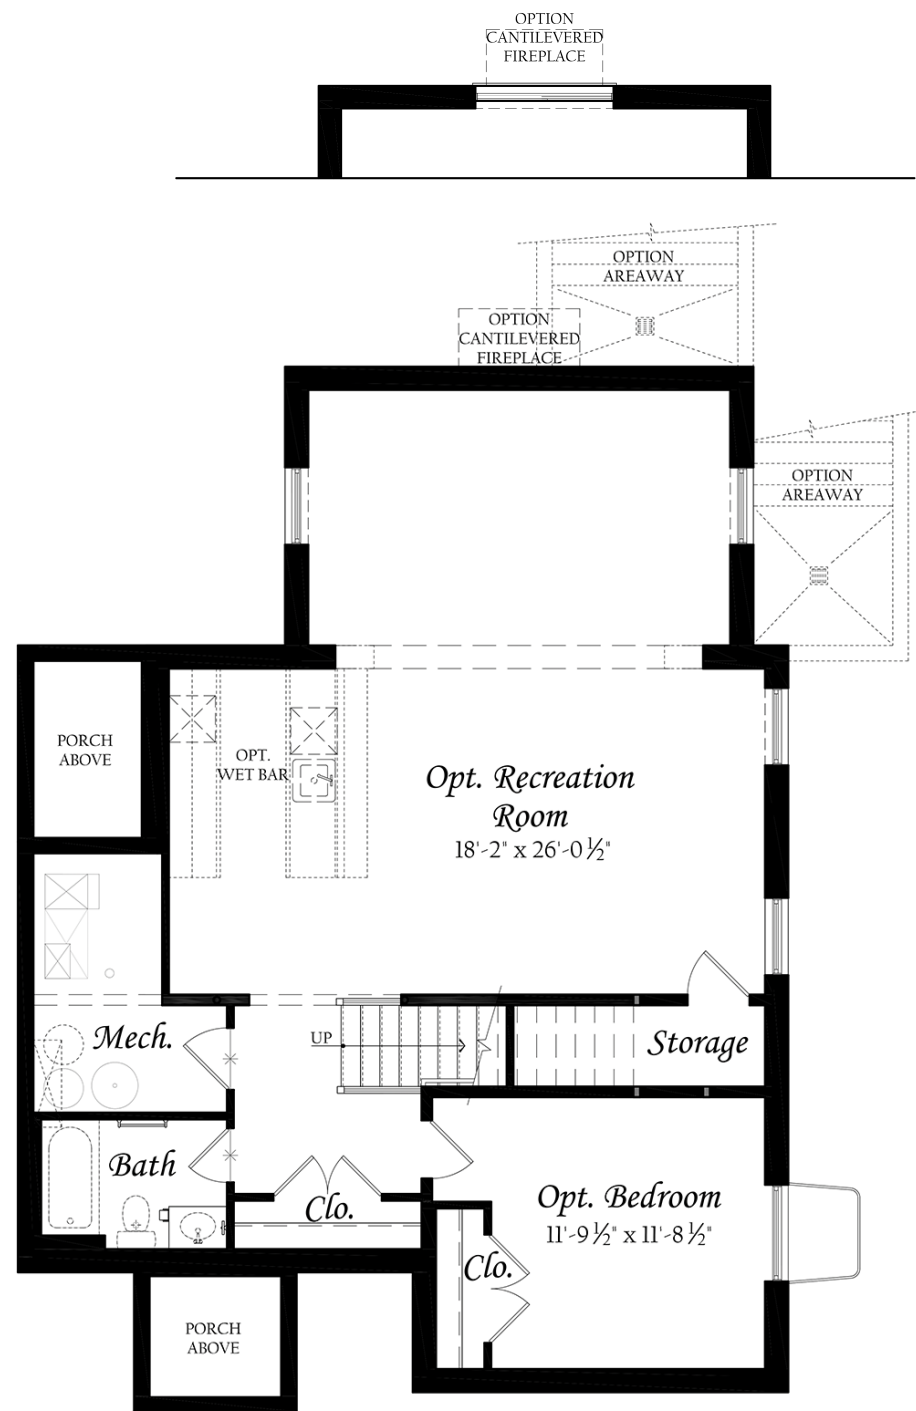 OPTION
CANTILEVERED
FIREPLACE
OPTION
AREAWAY
OPTION
CANTILEVERED
FIREPLACE
OPTION
AREAWAY
PORCH
ABOVE
OPT.
WET BAR
Opt. Recreation
Room
18'-2" x 26'-0 ½"
UP
Mech.
Storage
Bath
Clo.
Opt. Bedroom
11'-9 ½" x 11'-8 ½"
Clo.
PORCH
ABOVE